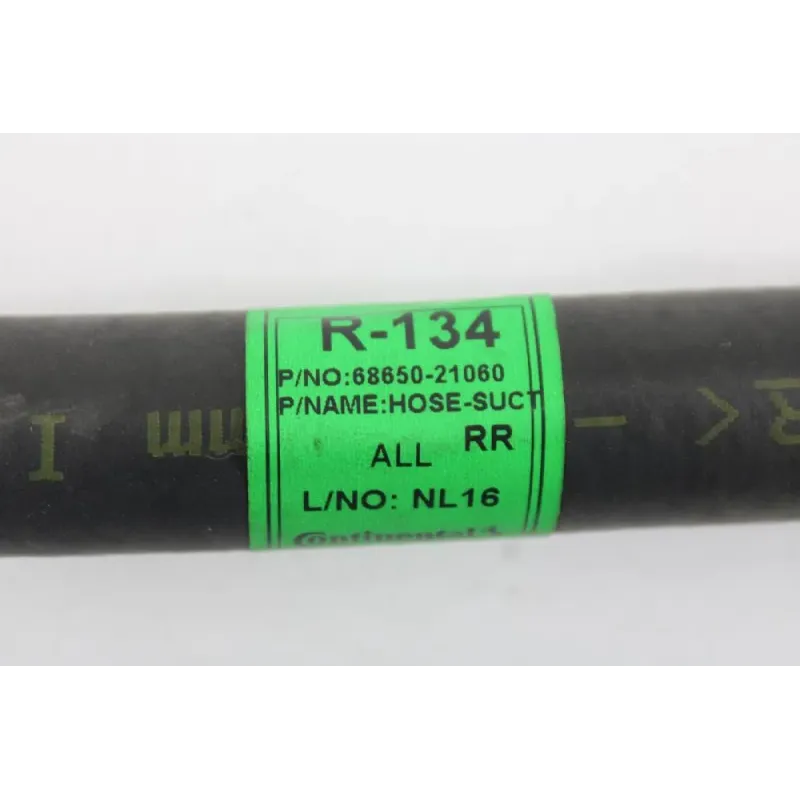 R-134
P/NO:68650-21060
P/NAME:HOSE-SUCT
ALL RR
L/NO: NL16
Continental